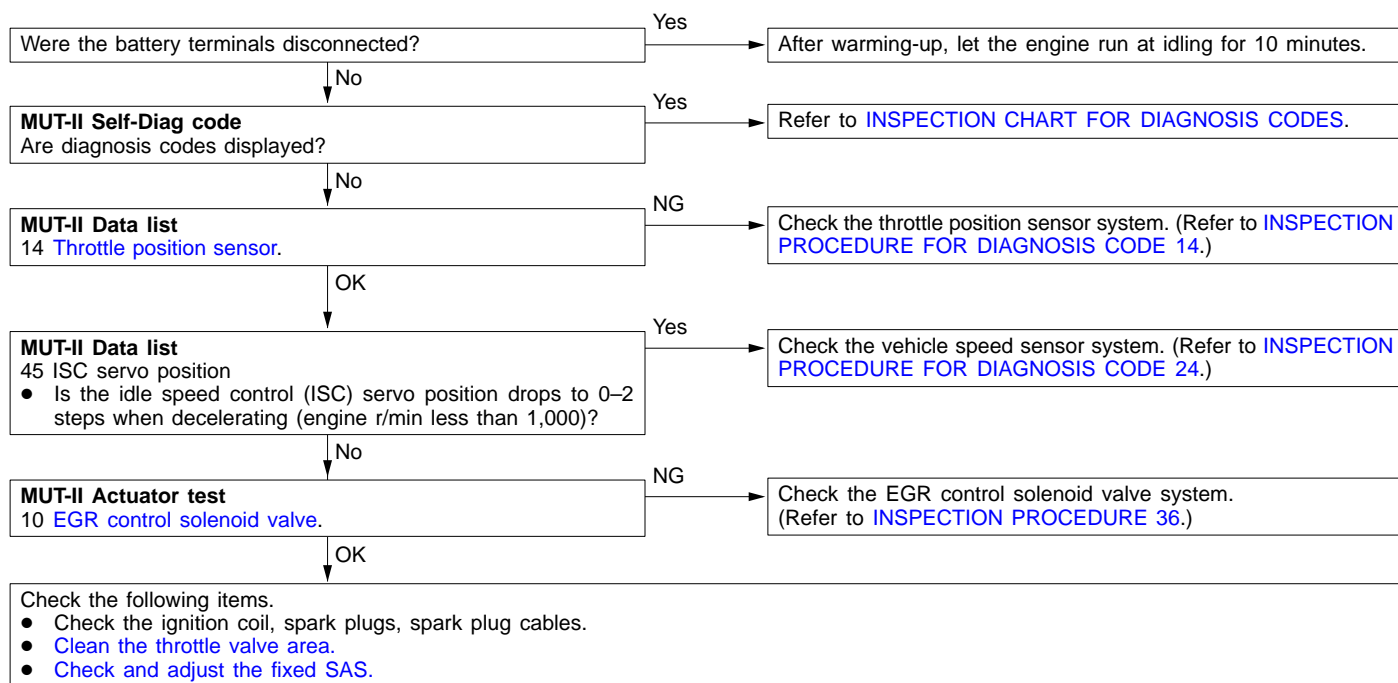 Were the battery terminals disconnected?
Yes
After warming-up, let the engine run at idling for 10 minutes.
No
MUT-II Self-Diag code
Are diagnosis codes displayed?
Yes
Refer to INSPECTION CHART FOR DIAGNOSIS CODES.
No
MUT-II Data list
14 Throttle position sensor.
NG
Check the throttle position sensor system. (Refer to INSPECTION
PROCEDURE FOR DIAGNOSIS CODE 14.)
OK
MUT-II Data list
45 ISC servo position
● Is the idle speed control (ISC) servo position drops to 0–2
steps when decelerating (engine r/min less than 1,000)?
Yes
Check the vehicle speed sensor system. (Refer to INSPECTION
PROCEDURE FOR DIAGNOSIS CODE 24.)
No
MUT-II Actuator test
10 EGR control solenoid valve.
NG
Check the EGR control solenoid valve system.
(Refer to INSPECTION PROCEDURE 36.)
OK
Check the following items.
● Check the ignition coil, spark plugs, spark plug cables.
● Clean the throttle valve area.
● Check and adjust the fixed SAS.